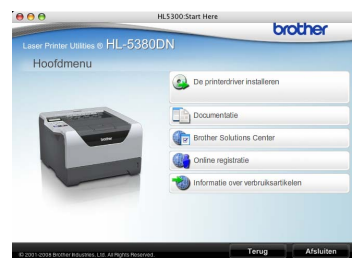 HL5300:Start Here
brother
Laser Printer Utilities ® HL-5380DN
Hoofdmenu
De printerdriver installeren
Documentatie
Brother Solutions Center
Online registratie
Informatie over verbruiksartikelen
© 2001-2008 Brother Industries, Ltd. All Rights Reserved.
Terug
Afsluiten